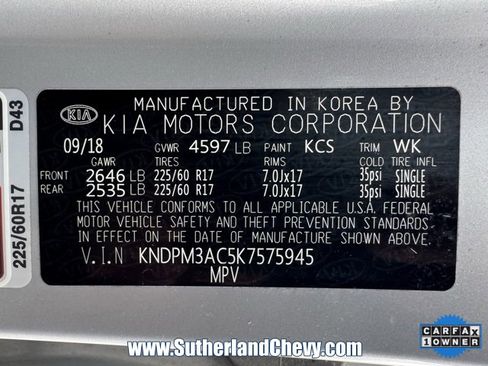 MANUFACTURED IN KOREA BY
KIA KIA MOTORS CORPORATION
09/18 GVWR 4597 LB PAINT KCS TRIM WK
GAWR TIRES RIMS COLD TIRE INFL
FRONT 2646 LB 225/60 R17 7.0Jx17 35psi SINGLE
REAR 2535 LB 225/60 R17 7.0Jx17 35psi SINGLE
THIS VEHICLE CONFORMS TO ALL APPLICABLE U.S.A. FEDERAL
MOTOR VEHICLE SAFETY AND THEFT PREVENTION STANDARDS
IN EFFECT ON THE DATE OF MANUFACTURE SHOWN ABOVE.
V.I.N KNDPM3AC5K7575945
MPV
225/60R17 D43
www.SutherlandChevy.com
CARFAX
1 OWNER